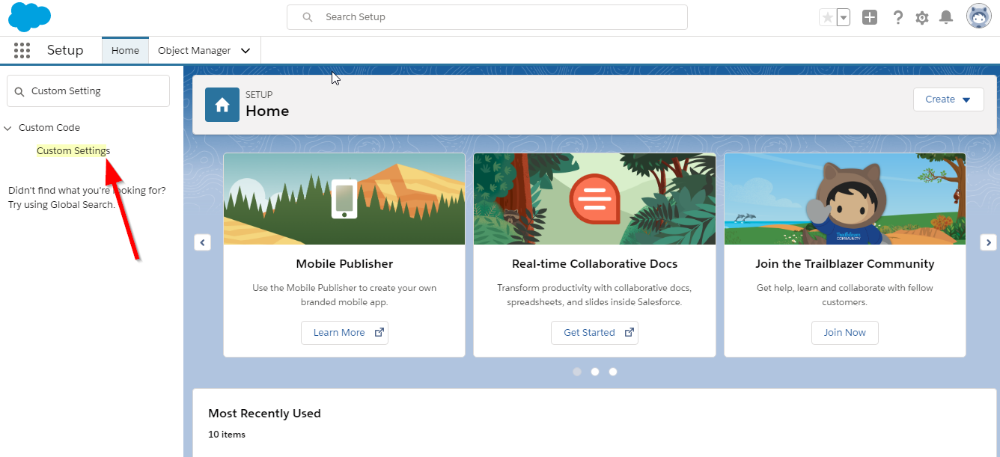 Search Setup
Setup
Home
Object Manager
Custom Setting
Custom Code
Custom Settings
Didn't find what you're looking for?
Try using Global Search.
SETUP
Home
Create
Mobile Publisher
Use the Mobile Publisher to create your own
branded mobile app.
Learn More
Real-time Collaborative Docs
Transform productivity with collaborative docs,
spreadsheets, and slides inside Salesforce.
Get Started
Trailblazer
COMMUNITY
Join the Trailblazer Community
Get help, learn and collaborate with fellow
customers.
Join Now
Most Recently Used
10 items